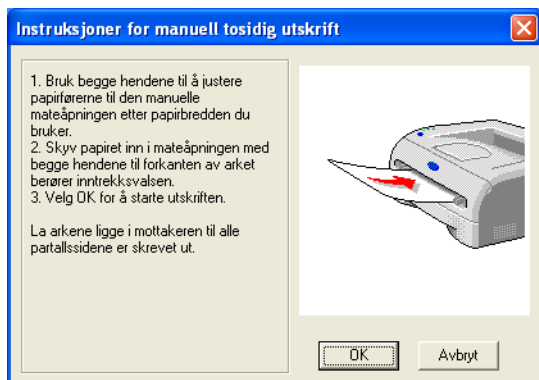 Instruksjoner for manuell tosidig utskrift
1. Bruk begge hendene til å justere
papirførerne til den manuelle
mateåpningen etter papirbredden du
bruker.
2. Skyv papiret inn i mateåpningen med
begge hendene til forkanten av arket
berører inntrekksvalsen.
3. Velg OK for å starte utskriften.
La arkene ligge i mottakeren til alle
partallssidene er skrevet ut.
OK
Avbryt